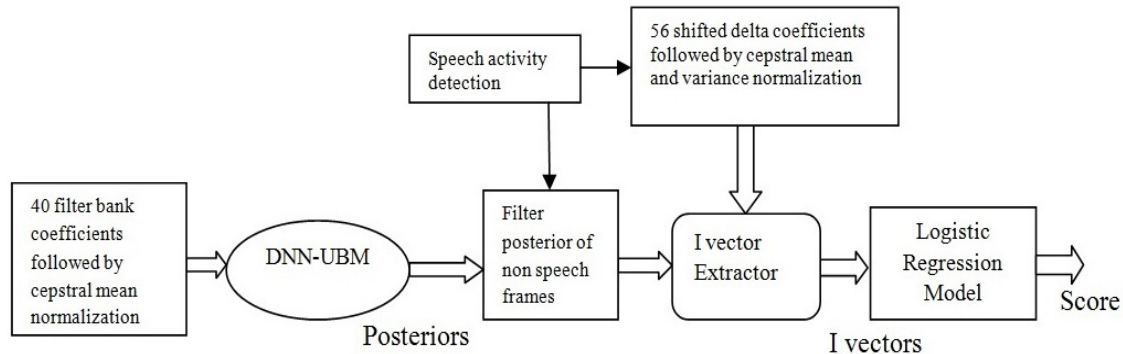 56 shifted delta coefficients
followed by cepstral mean
and variance normalization
Speech activity
detection
40 filter bank
coefficients
followed by
cepstral mean
normalization
DNN-UBM
Posteriors
Filter
posterior of
non speech
frames
I vector
Extractor
I vectors
Logistic
Regression
Model
Score